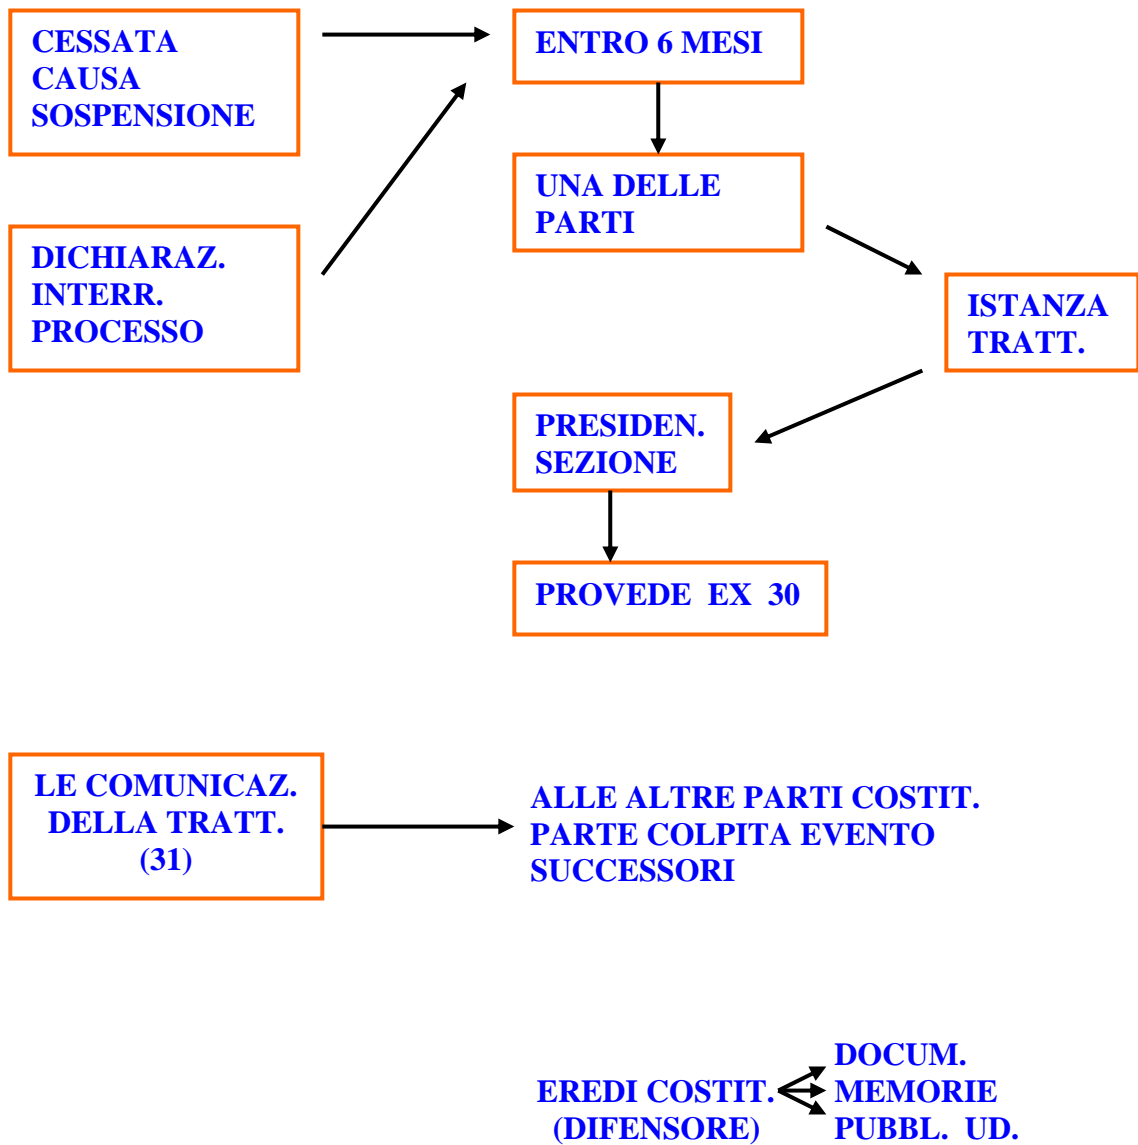 CESSATA
CAUSA
SOSPENSIONE
ENTRO 6 MESI
UNA DELLE
PARTI
DICHIARAZ.
INTERR.
PROCESSO
ISTANZA
TRATT.
PRESIDEN.
SEZIONE
PROVEDE EX 30
LE COMUNICAZ.
DELLA TRATT.
(31)
ALLE ALTRE PARTI COSTIT.
PARTE COLPITA EVENTO
SUCCESSORI
EREDI COSTIT.
(DIFENSORE)
DOCUM.
MEMORIE
PUBBL. UD.